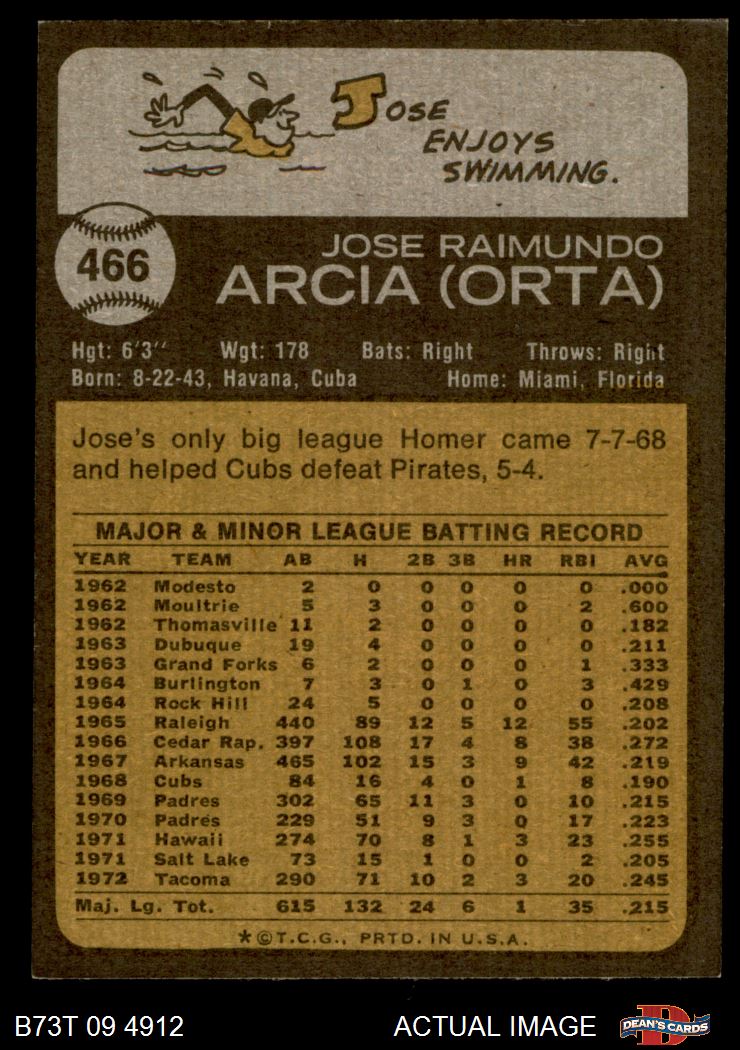 JOSE
ENJOYS
SWIMMING.
466
JOSE RAIMUNDO
ARCIA (ORTA)
Hgt: 6'3" Wgt: 178 Bats: Right Throws: Right
Born: 8-22-43, Havana, Cuba Home: Miami, Florida
Jose's only big league Homer came 7-7-68
and helped Cubs defeat Pirates, 5-4.
MAJOR & MINOR LEAGUE BATTING RECORD
YEAR TEAM AB H 2B 3B HR RBI AVG
1962 Modesto 2 0 0 0 0 0 .000
1962 Moultrie 5 3 0 0 0 2 .600
1962 Thomasville 11 2 0 0 0 0 .182
1963 Dubuque 19 4 0 0 0 0 .211
1963 Grand Forks 6 2 0 0 0 1 .333
1964 Burlington 7 3 0 1 0 3 .429
1964 Rock Hill 24 5 0 0 0 0 .208
1965 Raleigh 440 89 12 5 12 55 .202
1966 Cedar Rap. 397 108 17 4 8 38 .272
1967 Arkansas 465 102 15 3 9 42 .219
1968 Cubs 84 16 4 0 1 8 .190
1969 Padres 302 65 11 3 0 10 .215
1970 Padres 229 51 9 3 0 17 .223
1971 Hawaii 274 70 8 1 3 23 .255
1971 Salt Lake 73 15 1 0 0 2 .205
1972 Tacoma 290 71 10 2 3 20 .245
Maj. Lg. Tot. 615 132 24 6 1 35 .215
*©T.C.G., PRTD. IN U.S.A.
B73T 09 4912 ACTUAL IMAGE D DEAN'S CARDS